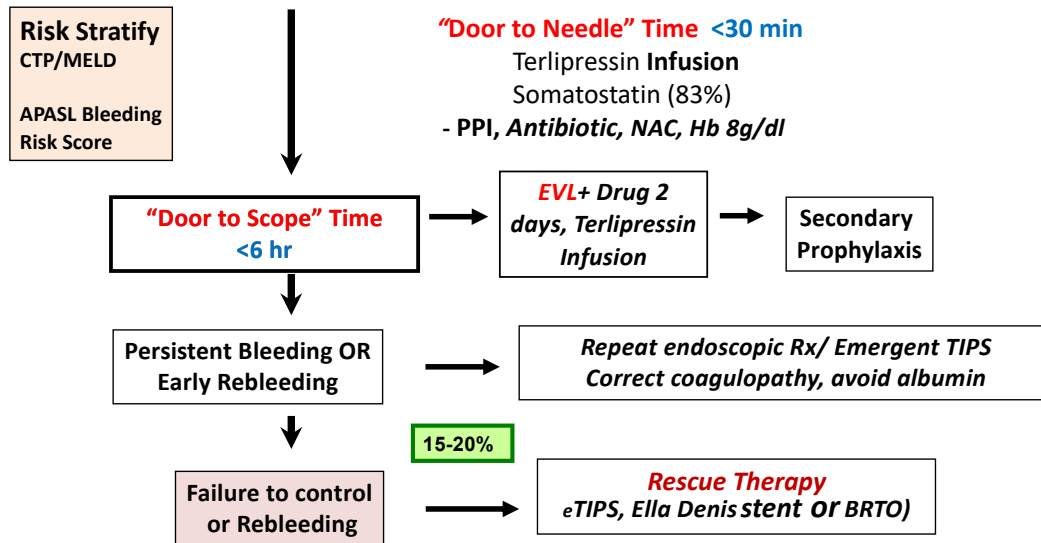 Risk Stratify
CTP/MELD
APASL Bleeding
Risk Score
“Door to Needle” Time <30 min
Terlipressin Infusion
Somatostatin (83%)
- PPI, Antibiotic, NAC, Hb 8g/dl
“Door to Scope” Time
<6 hr
EVL+ Drug 2
days, Terlipressin
Infusion
Secondary
Prophylaxis
Persistent Bleeding OR
Early Rebleeding
Repeat endoscopic Rx/ Emergent TIPS
Correct coagulopathy, avoid albumin
15-20%
Failure to control
or Rebleeding
Rescue Therapy
eTIPS, Ella Denis stent or BRTO)